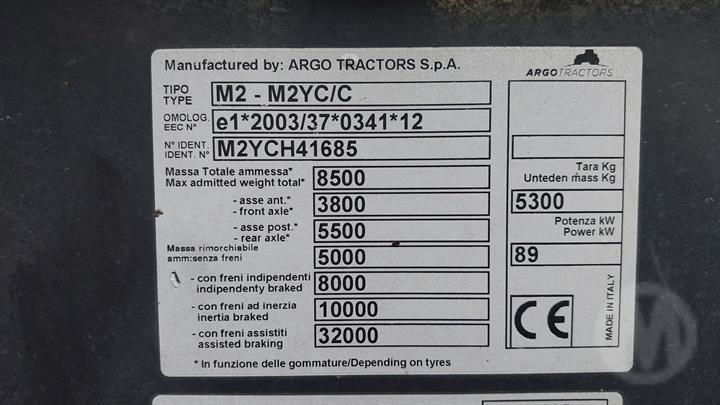 Manufactured by: ARGO TRACTORS S.p.A.
ARGOTRACTORS
TIPO
TYPE
M2 - M2YC/C
OMOLOG.
EEC N°
e1*2003/37*0341*12
N° IDENT.
IDENT. N°
M2YCH41685
Massa Totale ammessa*
Max admitted weight total*
8500
- asse ant.*
- front axle*
3800
- asse post.*
- rear axle*
5500
Massa rimorchiabile
amm:senza freni
5000
- con freni indipendenti
indipendenty braked
8000
- con freni ad inerzia
inertia braked
10000
- con freni assistiti
assisted braking
32000
* In funzione delle gommature/Depending on tyres
Tara Kg
Unteden mass Kg
5300
Potenza kW
Power kW
89
CE
MADE IN ITALY